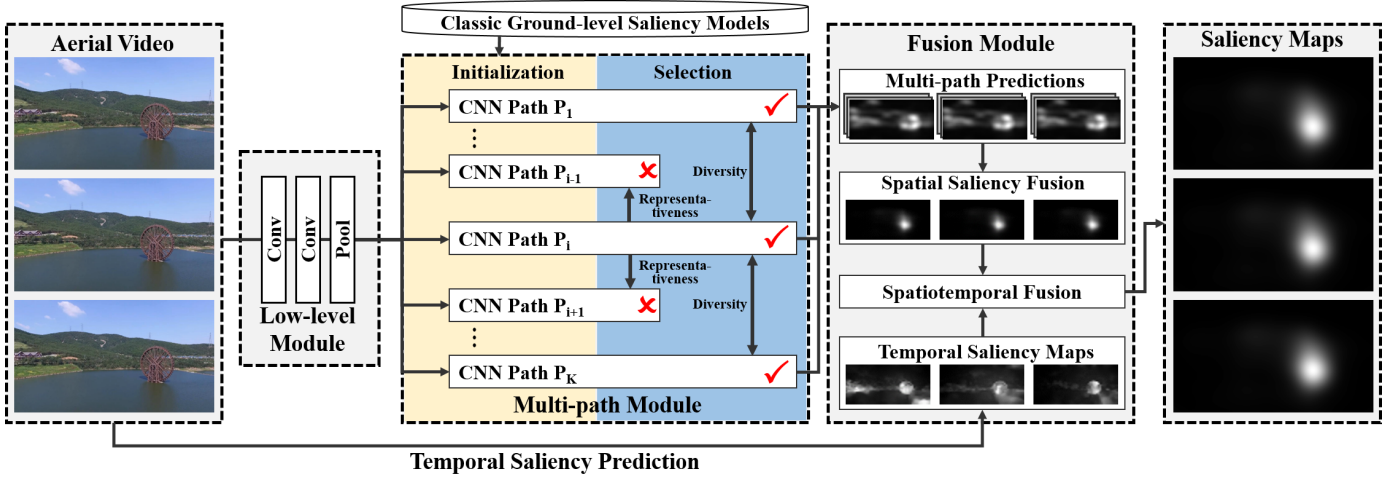 Classic Ground-level Saliency Models
Aerial Video
Conv
Conv
Pool
Low-level
Module
Initialization
Selection
CNN Path P1
⋮
CNN Path Pi-1
Diversity
Representa-
tiveness
CNN Path Pi
Representa-
tiveness
Diversity
CNN Path Pi+1
⋮
CNN Path PK
Multi-path Module
Fusion Module
Multi-path Predictions
Spatial Saliency Fusion
Spatiotemporal Fusion
Temporal Saliency Maps
Saliency Maps
Temporal Saliency Prediction